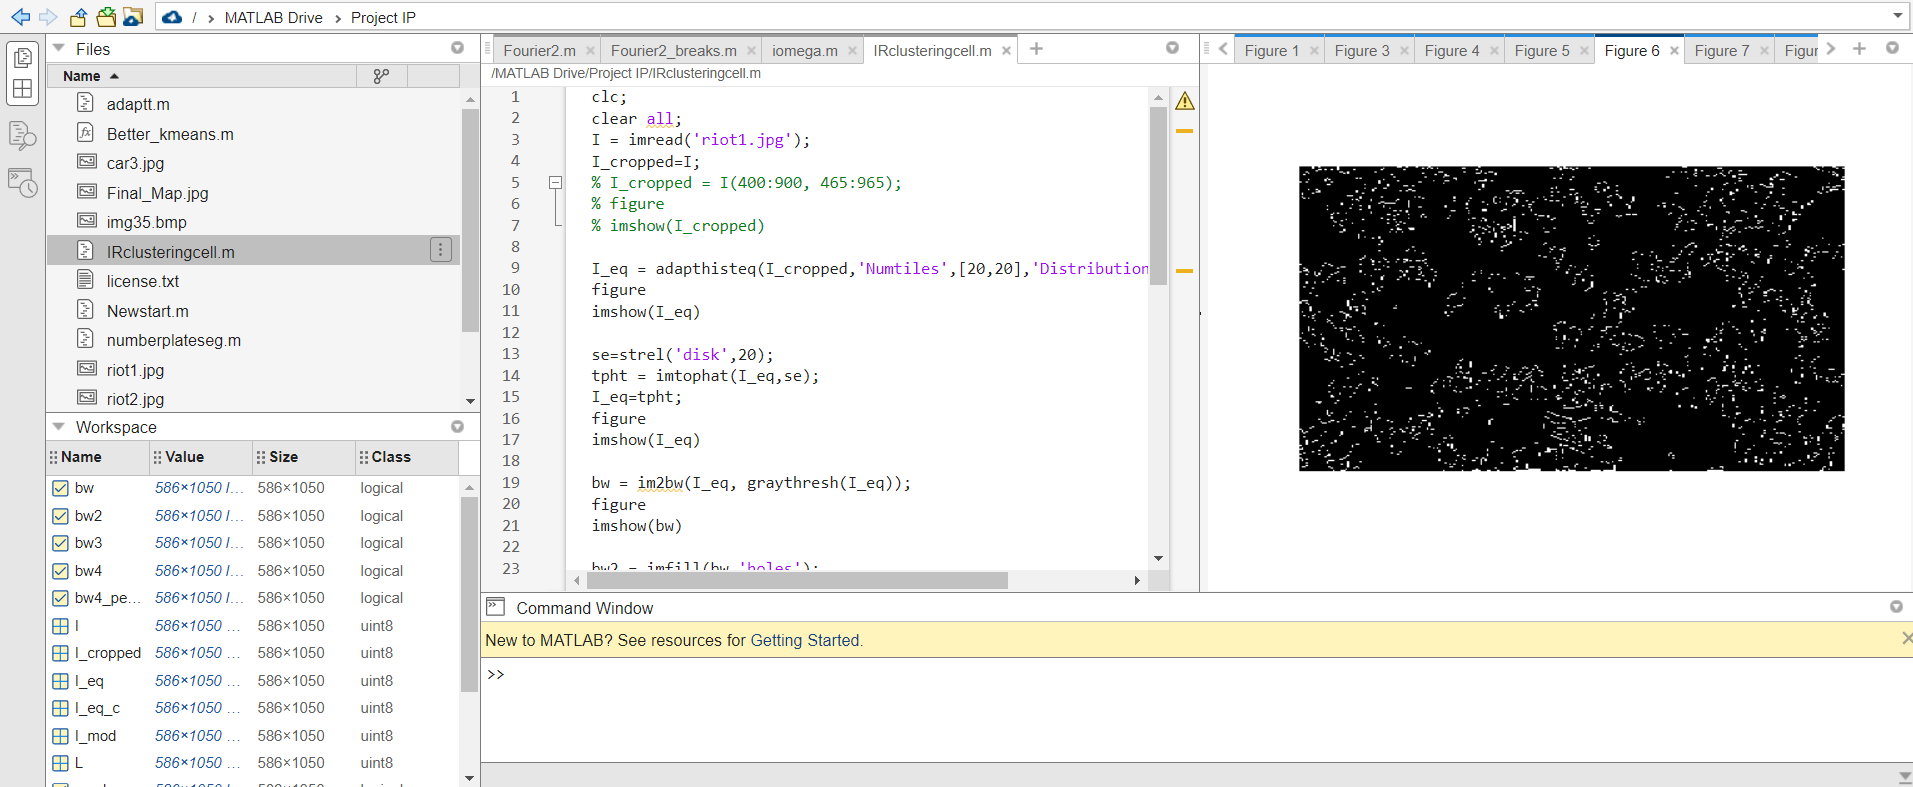 / › MATLAB Drive › Project IP
Files
Name
adaptt.m
Better_kmeans.m
car3.jpg
Final_Map.jpg
img35.bmp
IRclusteringcell.m
license.txt
Newstart.m
numberplateseg.m
riot1.jpg
riot2.jpg
Workspace
Name Value Size Class
bw 586×1050 l... 586×1050 logical
bw2 586×1050 l... 586×1050 logical
bw3 586×1050 l... 586×1050 logical
bw4 586×1050 l... 586×1050 logical
bw4_pe... 586×1050 l... 586×1050 logical
I 586×1050 ... 586×1050 uint8
I_cropped 586×1050 ... 586×1050 uint8
I_eq 586×1050 ... 586×1050 uint8
I_eq_c 586×1050 ... 586×1050 uint8
I_mod 586×1050 ... 586×1050 uint8
L 586×1050 ... 586×1050 uint8
Fourier2.m Fourier2_breaks.m iomega.m IRclusteringcell.m
/MATLAB Drive/Project IP/IRclusteringcell.m
1 clc;
2 clear all;
3 I = imread('riot1.jpg');
4 I_cropped=I;
5 % I_cropped = I(400:900, 465:965);
6 % figure
7 % imshow(I_cropped)
8
9 I_eq = adapthisteq(I_cropped,'Numtiles',[20,20],'Distribution
10 figure
11 imshow(I_eq)
12
13 se=strel('disk',20);
14 tpht = imtophat(I_eq,se);
15 I_eq=tpht;
16 figure
17 imshow(I_eq)
18
19 bw = im2bw(I_eq, graythresh(I_eq));
20 figure
21 imshow(bw)
22
23 bw2 = imfill(bw,'holes');
Figure 1 Figure 3 Figure 4 Figure 5 Figure 6 Figure 7 Figur
Command Window
New to MATLAB? See resources for Getting Started.
>>